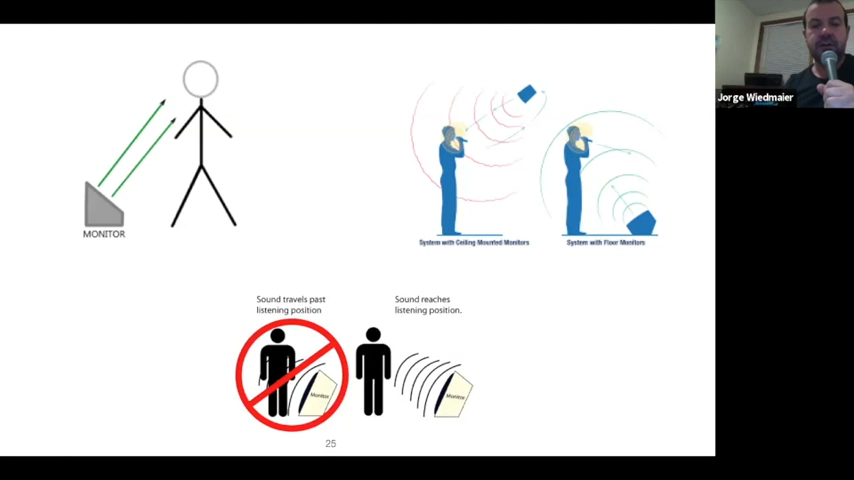 Jorge Wiedmaier
MONITOR
System with Ceiling Mounted Monitors
System with Floor Monitors
Sound travels past
listening position
Sound reaches
listening position.
Monitor
Monitor
25